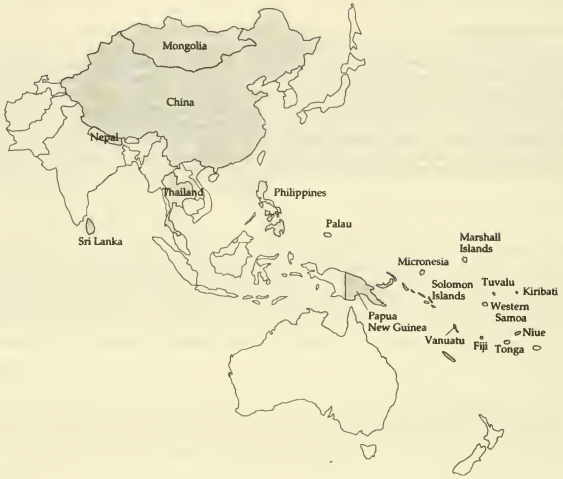 Mongolia
China
Nepal
Thailand
Philippines
Sri Lanka
Palau
Marshall
Islands
Micronesia
Solomon
Islands
Tuvalu
Kiribati
Western
Samoa
Papua
New Guinea
Vanuatu
Fiji
Tonga
Niue